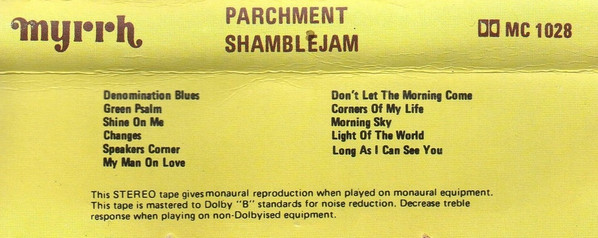 myrrh
PARCHMENT
SHAMBLEJAM
MC 1028
Denomination Blues
Green Psalm
Shine On Me
Changes
Speakers Corner
My Man On Love
Don't Let The Morning Come
Corners Of My Life
Morning Sky
Light Of The World
Long As I Can See You
This STEREO tape gives monaural reproduction when played on monaural equipment.
This tape is mastered to Dolby "B" standards for noise reduction. Decrease treble
response when playing on non-Dolbyised equipment.